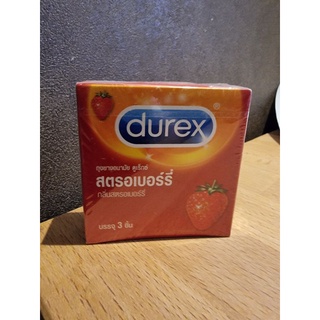 durex
ถุงยางอนามัย ดูเร็กซ์
สตรอเบอร์รี่
กลิ่นสตรอเบอร์รี่
บรรจุ 3 ชิ้น